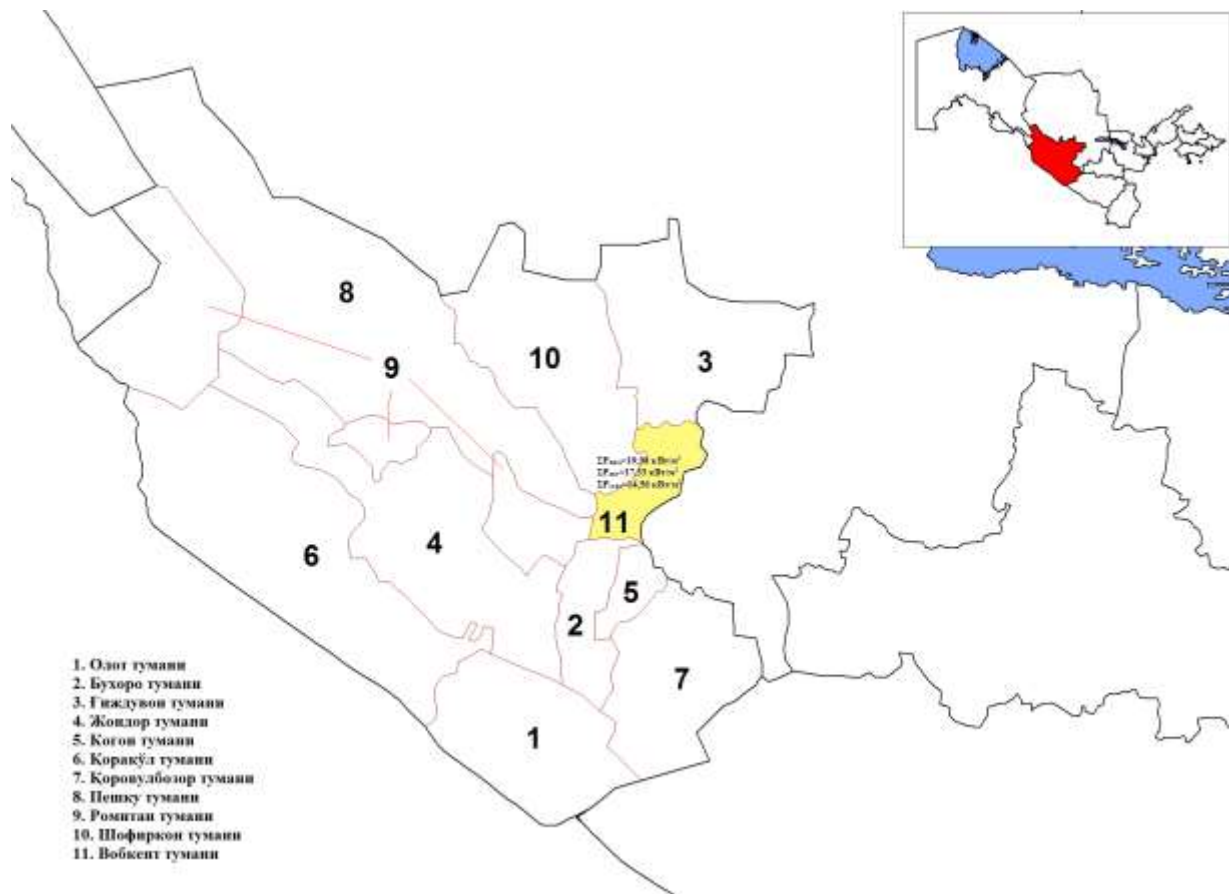 8
10
3
9
11
6
4
5
2
7
1
1. Олот тумани
2. Бухоро тумани
3. Ғиждувон тумани
4. Жондор тумани
5. Когон тумани
6. Қоракўл тумани
7. Қоровулбозор тумани
8. Пешку тумани
9. Ромитан тумани
10. Шофиркон тумани
11. Вобкент тумани